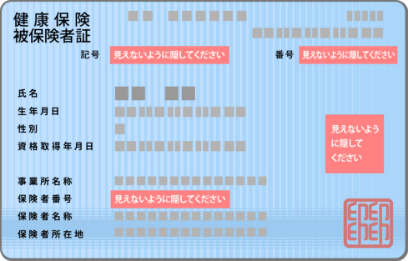 健康保険
被保険者証
記号 見えないように隠してください 番号 見えないように隠してください
氏名
生年月日
性別
資格取得年月日
見えないよう
に隠して
ください
事業所名称
保険者番号 見えないように隠してください
保険者名称
保険者所在地